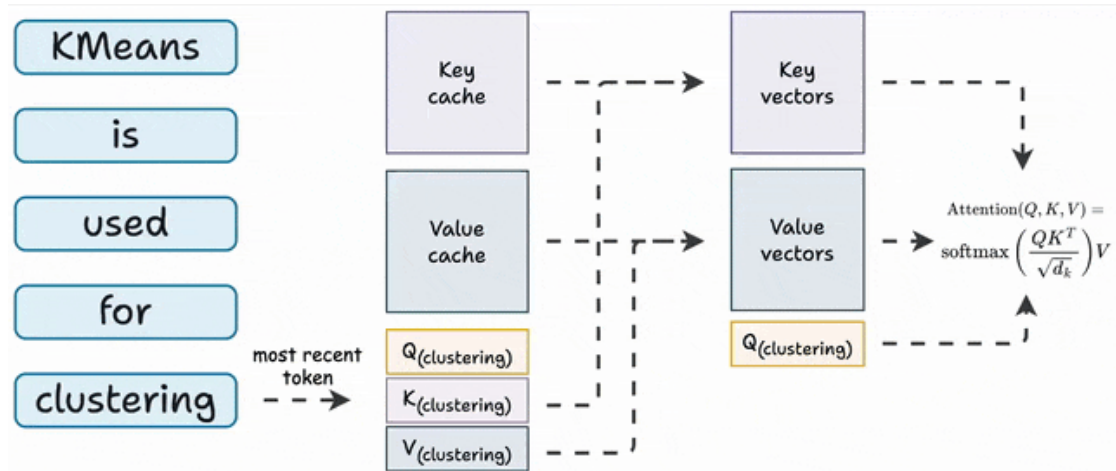 KMeans
is
used
for
clustering
most recent
token
Key
cache
Value
cache
Q(clustering)
K(clustering)
V(clustering)
Key
vectors
Value
vectors
Q(clustering)
Attention(Q, K, V) =
softmax(QK^T/√d_k)V